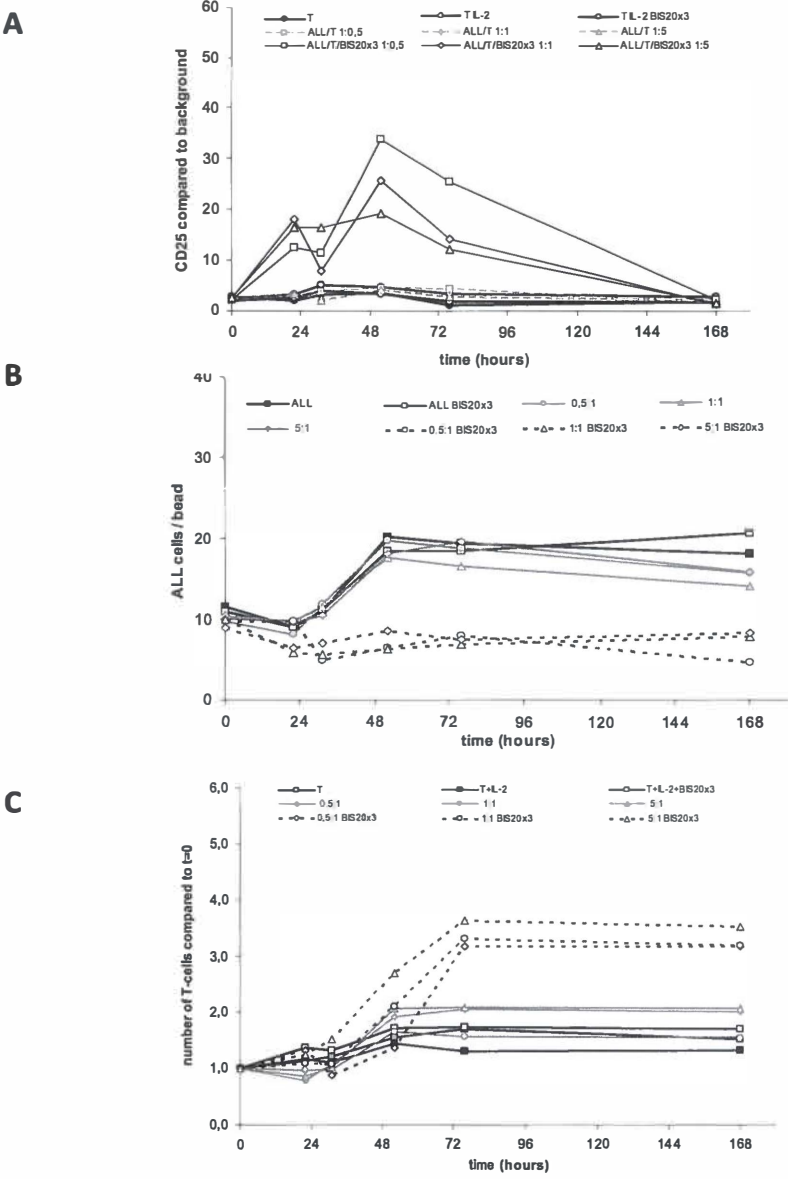 A
60
T
TIL-2
TIL-2 BIS20x3
ALL/T 1:0,5
ALL/T 1:1
ALL/T 1:5
ALL/T/BIS20x3 1:0,5
ALL/T/BIS20x3 1:1
ALL/T/BIS20x3 1:5
50
40
30
20
10
0
CD25 compared to background
0 24 48 72 96 120 144 168
time (hours)
B
40
ALL
ALL BIS20x3
0,5:1
1:1
5:1
0.5:1 BIS20x3
1:1 BIS20x3
5:1 BIS20x3
30
20
10
0
ALL cells / bead
0 24 48 72 96 120 144 168
time (hours)
C
6,0
T
T+IL-2
T+IL-2+BIS20x3
0,5:1
1:1
5:1
0,5:1 BIS20x3
1:1 BIS20x3
5:1 BIS20x3
5,0
4,0
3,0
2,0
1,0
0,0
number of T-cells compared to t=0
0 24 48 72 96 120 144 168
time (hours)